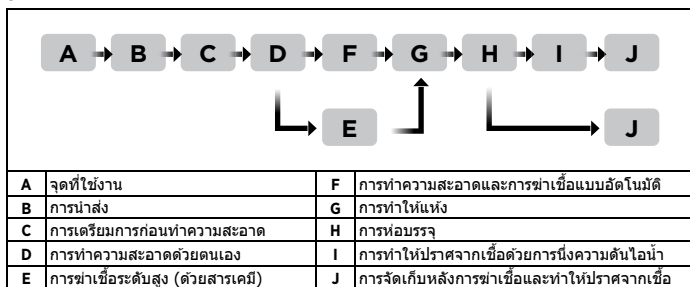 A B C D F G H I J
E J
A จุดที่ใช้งาน F การทำความสะอาดและการฆ่าเชื้อแบบอัตโนมัติ
B การนำส่ง G การทำให้แห้ง
C การเตรียมการก่อนทำความสะอาด H การห่อบรรจุ
D การทำความสะอาดด้วยตนเอง I การทำให้ปราศจากเชื้อด้วยการนึ่งความดันไอน้ำ
E การฆ่าเชื้อระดับสูง (ด้วยสารเคมี) J การจัดเก็บหลังการฆ่าเชื้อและทำให้ปราศจากเชื้อ